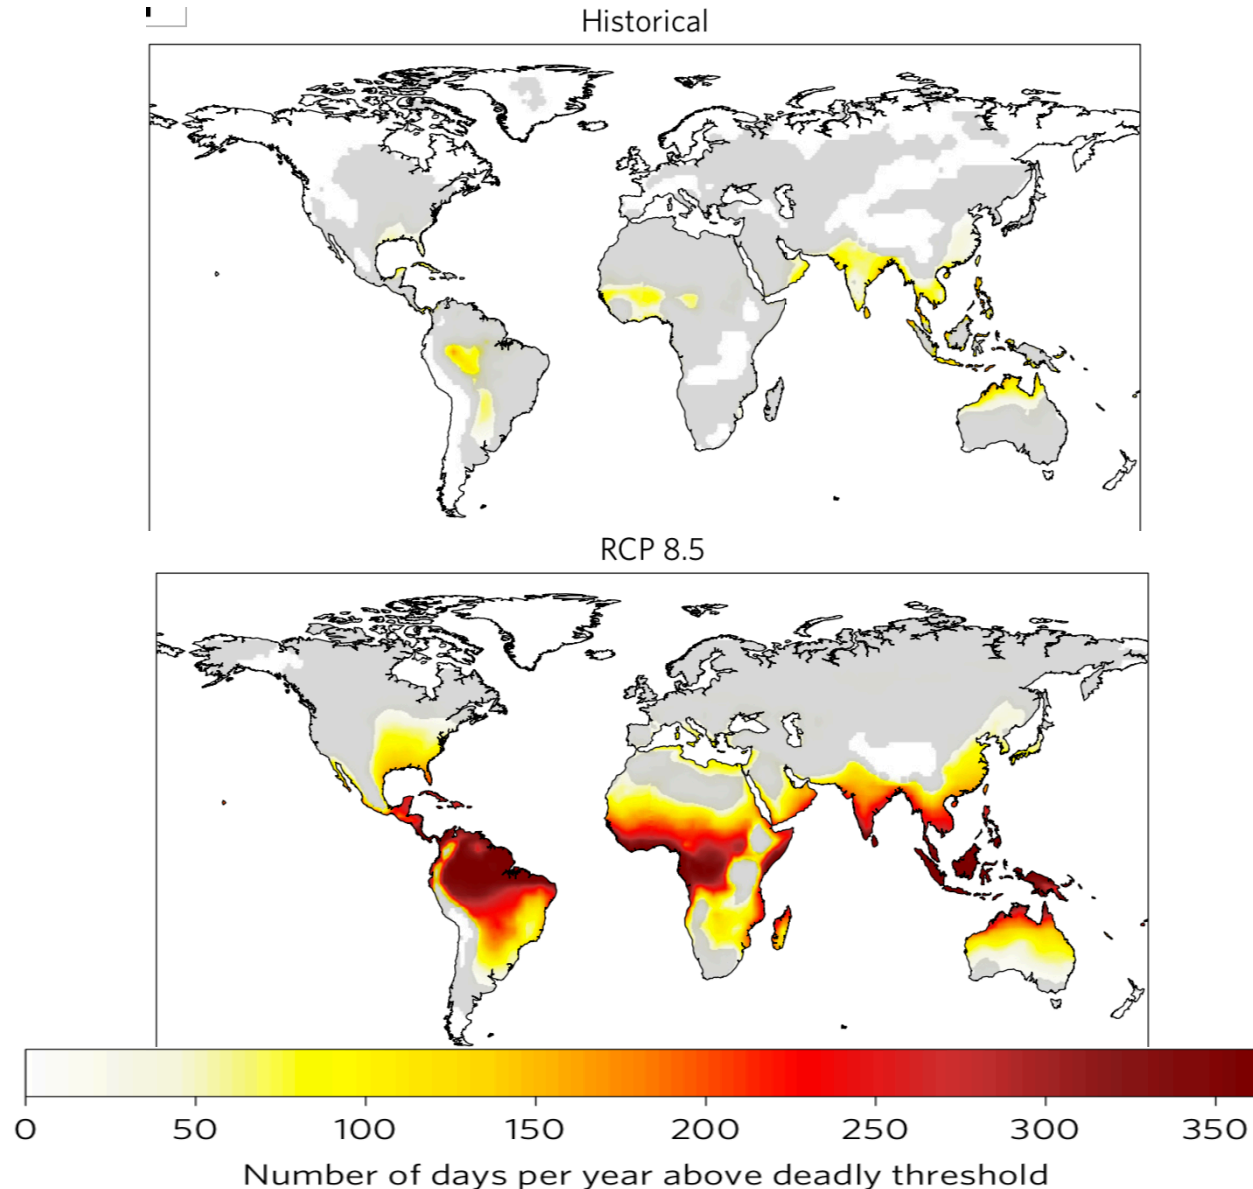 Historical
RCP 8.5
0 50 100 150 200 250 300 350
Number of days per year above deadly threshold